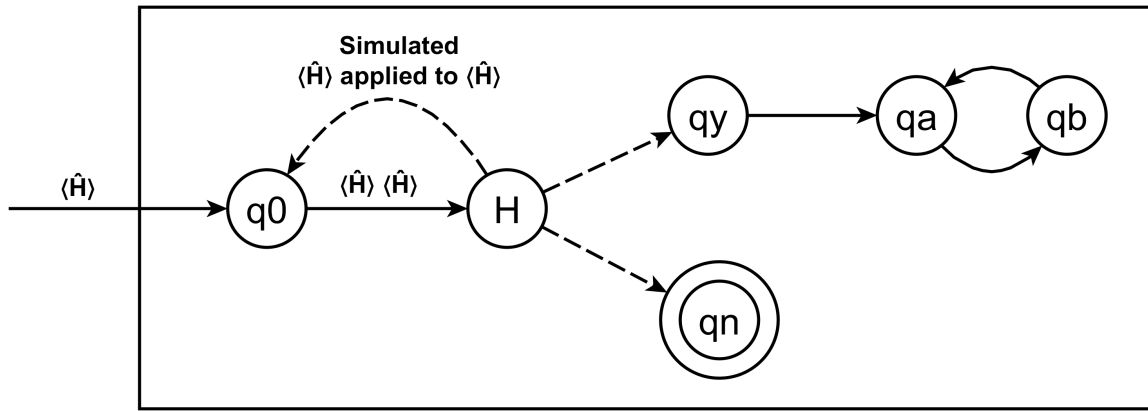 Simulated
⟨Ĥ⟩ applied to ⟨Ĥ⟩
qy
qa
qb
⟨Ĥ⟩
q0
⟨Ĥ⟩ ⟨Ĥ⟩
H
qn